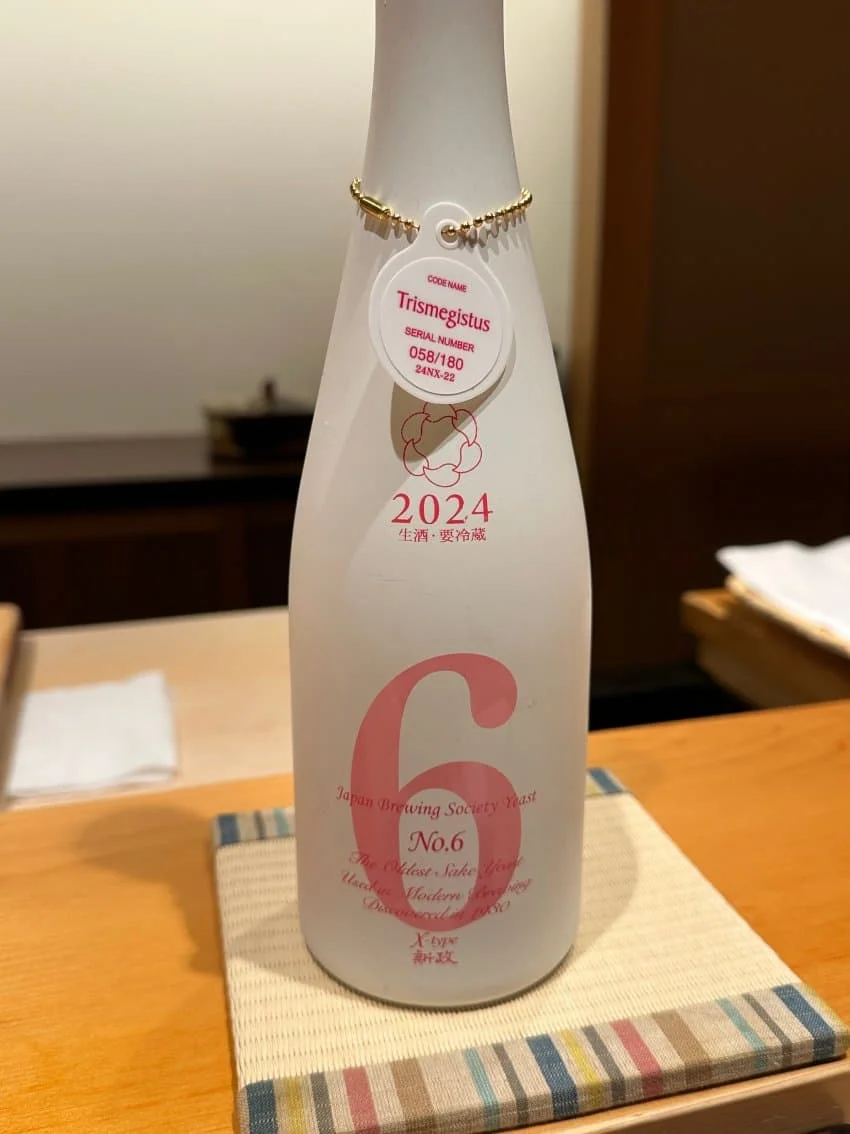 CODE NAME
Trismegistus
SERIAL NUMBER
058/180
24NX-22
2024
生酒・要冷蔵
6
Japan Brewing Society Yeast
No.6
The Oldest Sake Yeast
Used in Modern Brewing
Discovered in 1930
X-type
新政